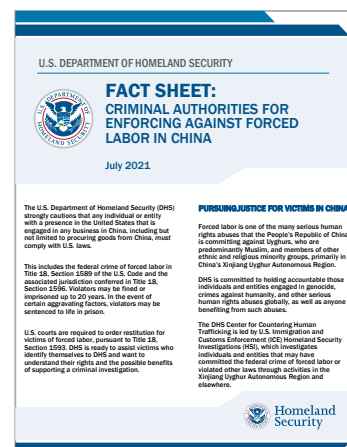 U.S. DEPARTMENT OF HOMELAND SECURITY
U.S. DEPARTMENT OF
HOMELAND SECURITY
FACT SHEET:
CRIMINAL AUTHORITIES FOR
ENFORCING AGAINST FORCED
LABOR IN CHINA
July 2021
The U.S. Department of Homeland Security (DHS)
strongly cautions that any individual or entity
with a presence in the United States that is
engaged in any business in China, including but
not limited to procuring goods from China, must
comply with U.S. laws.
This includes the federal crime of forced labor in
Title 18, Section 1589 of the U.S. Code and the
associated jurisdiction conferred in Title 18,
Section 1596. Violators may be fined or
imprisoned up to 20 years. In the event of
certain aggravating factors, violators may be
sentenced to life in prison.
U.S. courts are required to order restitution for
victims of forced labor, pursuant to Title 18,
Section 1593. DHS is ready to assist victims who
identify themselves to DHS and want to
understand their rights and the possible benefits
of supporting a criminal investigation.
PURSUING JUSTICE FOR VICTIMS IN CHINA
Forced labor is one of the many serious human
rights abuses that the People's Republic of China
is committing against Uyghurs, who are
predominantly Muslim, and members of other
ethnic and religious minority groups, primarily in
China's Xinjiang Uyghur Autonomous Region.
DHS is committed to holding accountable those
individuals and entities engaged in genocide,
crimes against humanity, and other serious
human rights abuses globally, as well as anyone
benefiting from such abuses.
The DHS Center for Countering Human
Trafficking is led by U.S. Immigration and
Customs Enforcement (ICE) Homeland Security
Investigations (HSI), which investigates
individuals and entities that may have
committed the federal crime of forced labor or
violated other laws through activities in the
Xinjiang Uyghur Autonomous Region and
elsewhere.
Homeland
Security